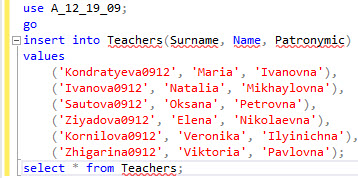 use A_12_19_09;
go
insert into Teachers(Surname, Name, Patronymic)
values
('Kondratyeva0912', 'Maria', 'Ivanovna'),
('Ivanova0912', 'Natalia', 'Mikhaylovna'),
('Sautova0912', 'Oksana', 'Petrovna'),
('Ziyadova0912', 'Elena', 'Nikolaevna'),
('Kornilova0912', 'Veronika', 'Ilyinichna'),
('Zhigarina0912', 'Viktoria', 'Pavlovna');
select * from Teachers;